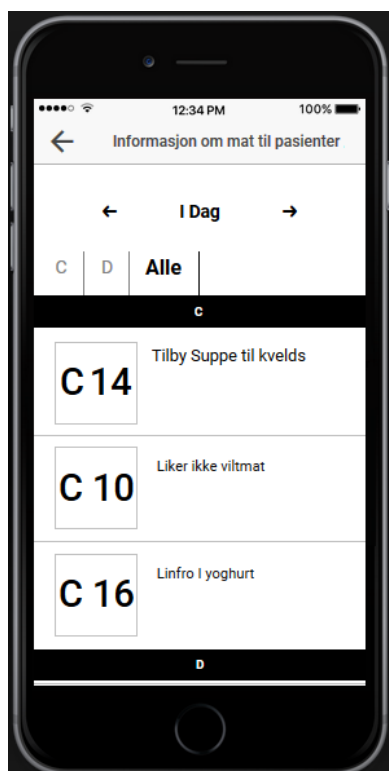 12:34 PM 100%
Informasjon om mat til pasienter
← I Dag →
C D Alle
C
C 14 Tilby Suppe til kvelds
C 10 Liker ikke viltmat
C 16 Linfro I yoghurt
D